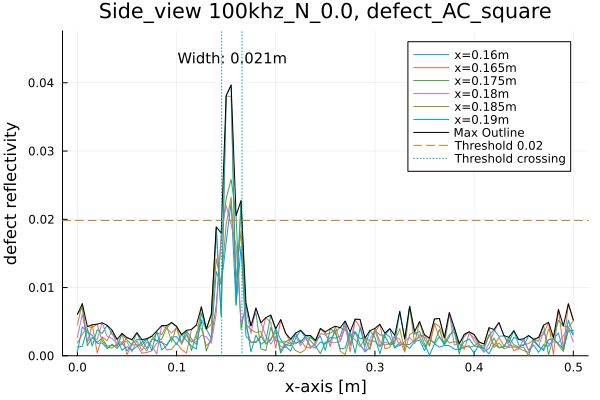 Side_view 100khz_N_0.0, defect_AC_square
Width: 0.021m
x=0.16m
x=0.165m
x=0.175m
x=0.18m
x=0.185m
x=0.19m
Max Outline
Threshold 0.02
Threshold crossing
defect reflectivity
0.04
0.03
0.02
0.01
0.00
0.0 0.1 0.2 0.3 0.4 0.5
x-axis [m]